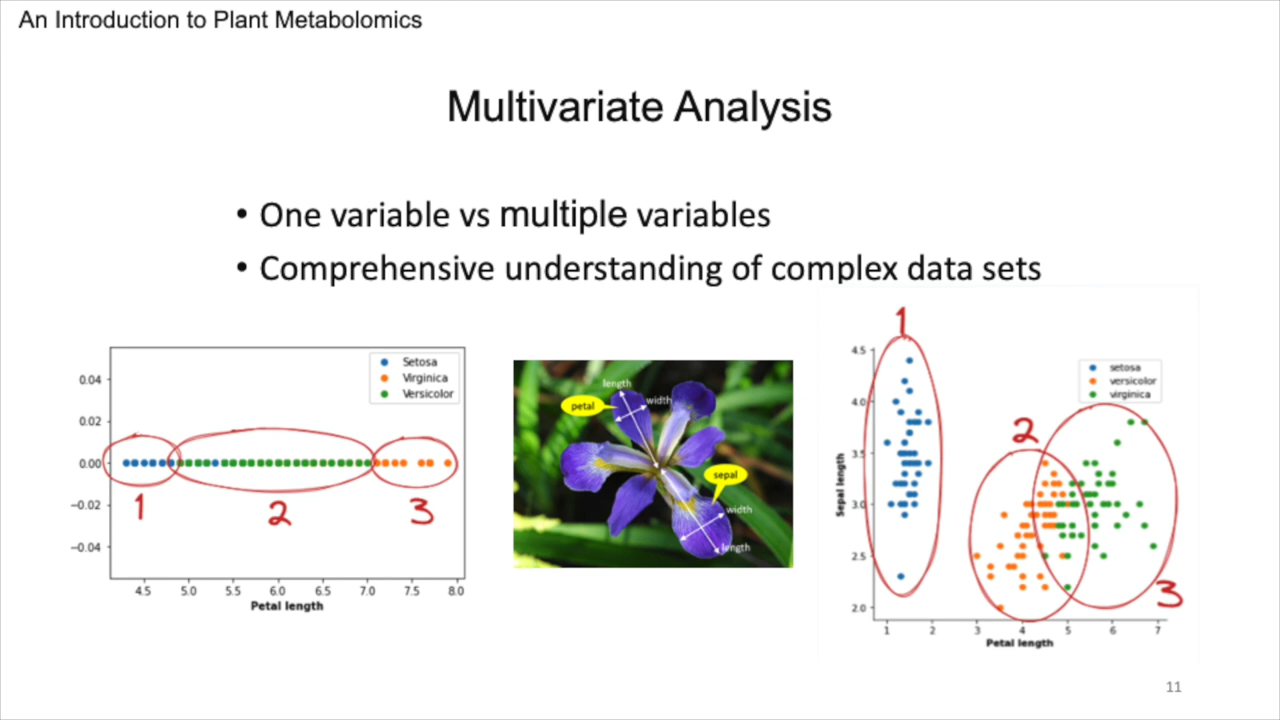 An Introduction to Plant Metabolomics
Multivariate Analysis
• One variable vs multiple variables
• Comprehensive understanding of complex data sets
Setosa
Virginica
Versicolor
0.04
0.02
0.00
−0.02
−0.04
1
2
3
4.5 5.0 5.5 6.0 6.5 7.0 7.5 8.0
Petal length
length
petal
width
sepal
width
length
1
2
3
setosa
versicolor
virginica
4.5
4.0
3.5
3.0
2.5
2.0
Sepal length
1 2 3 4 5 6 7
Petal length
11